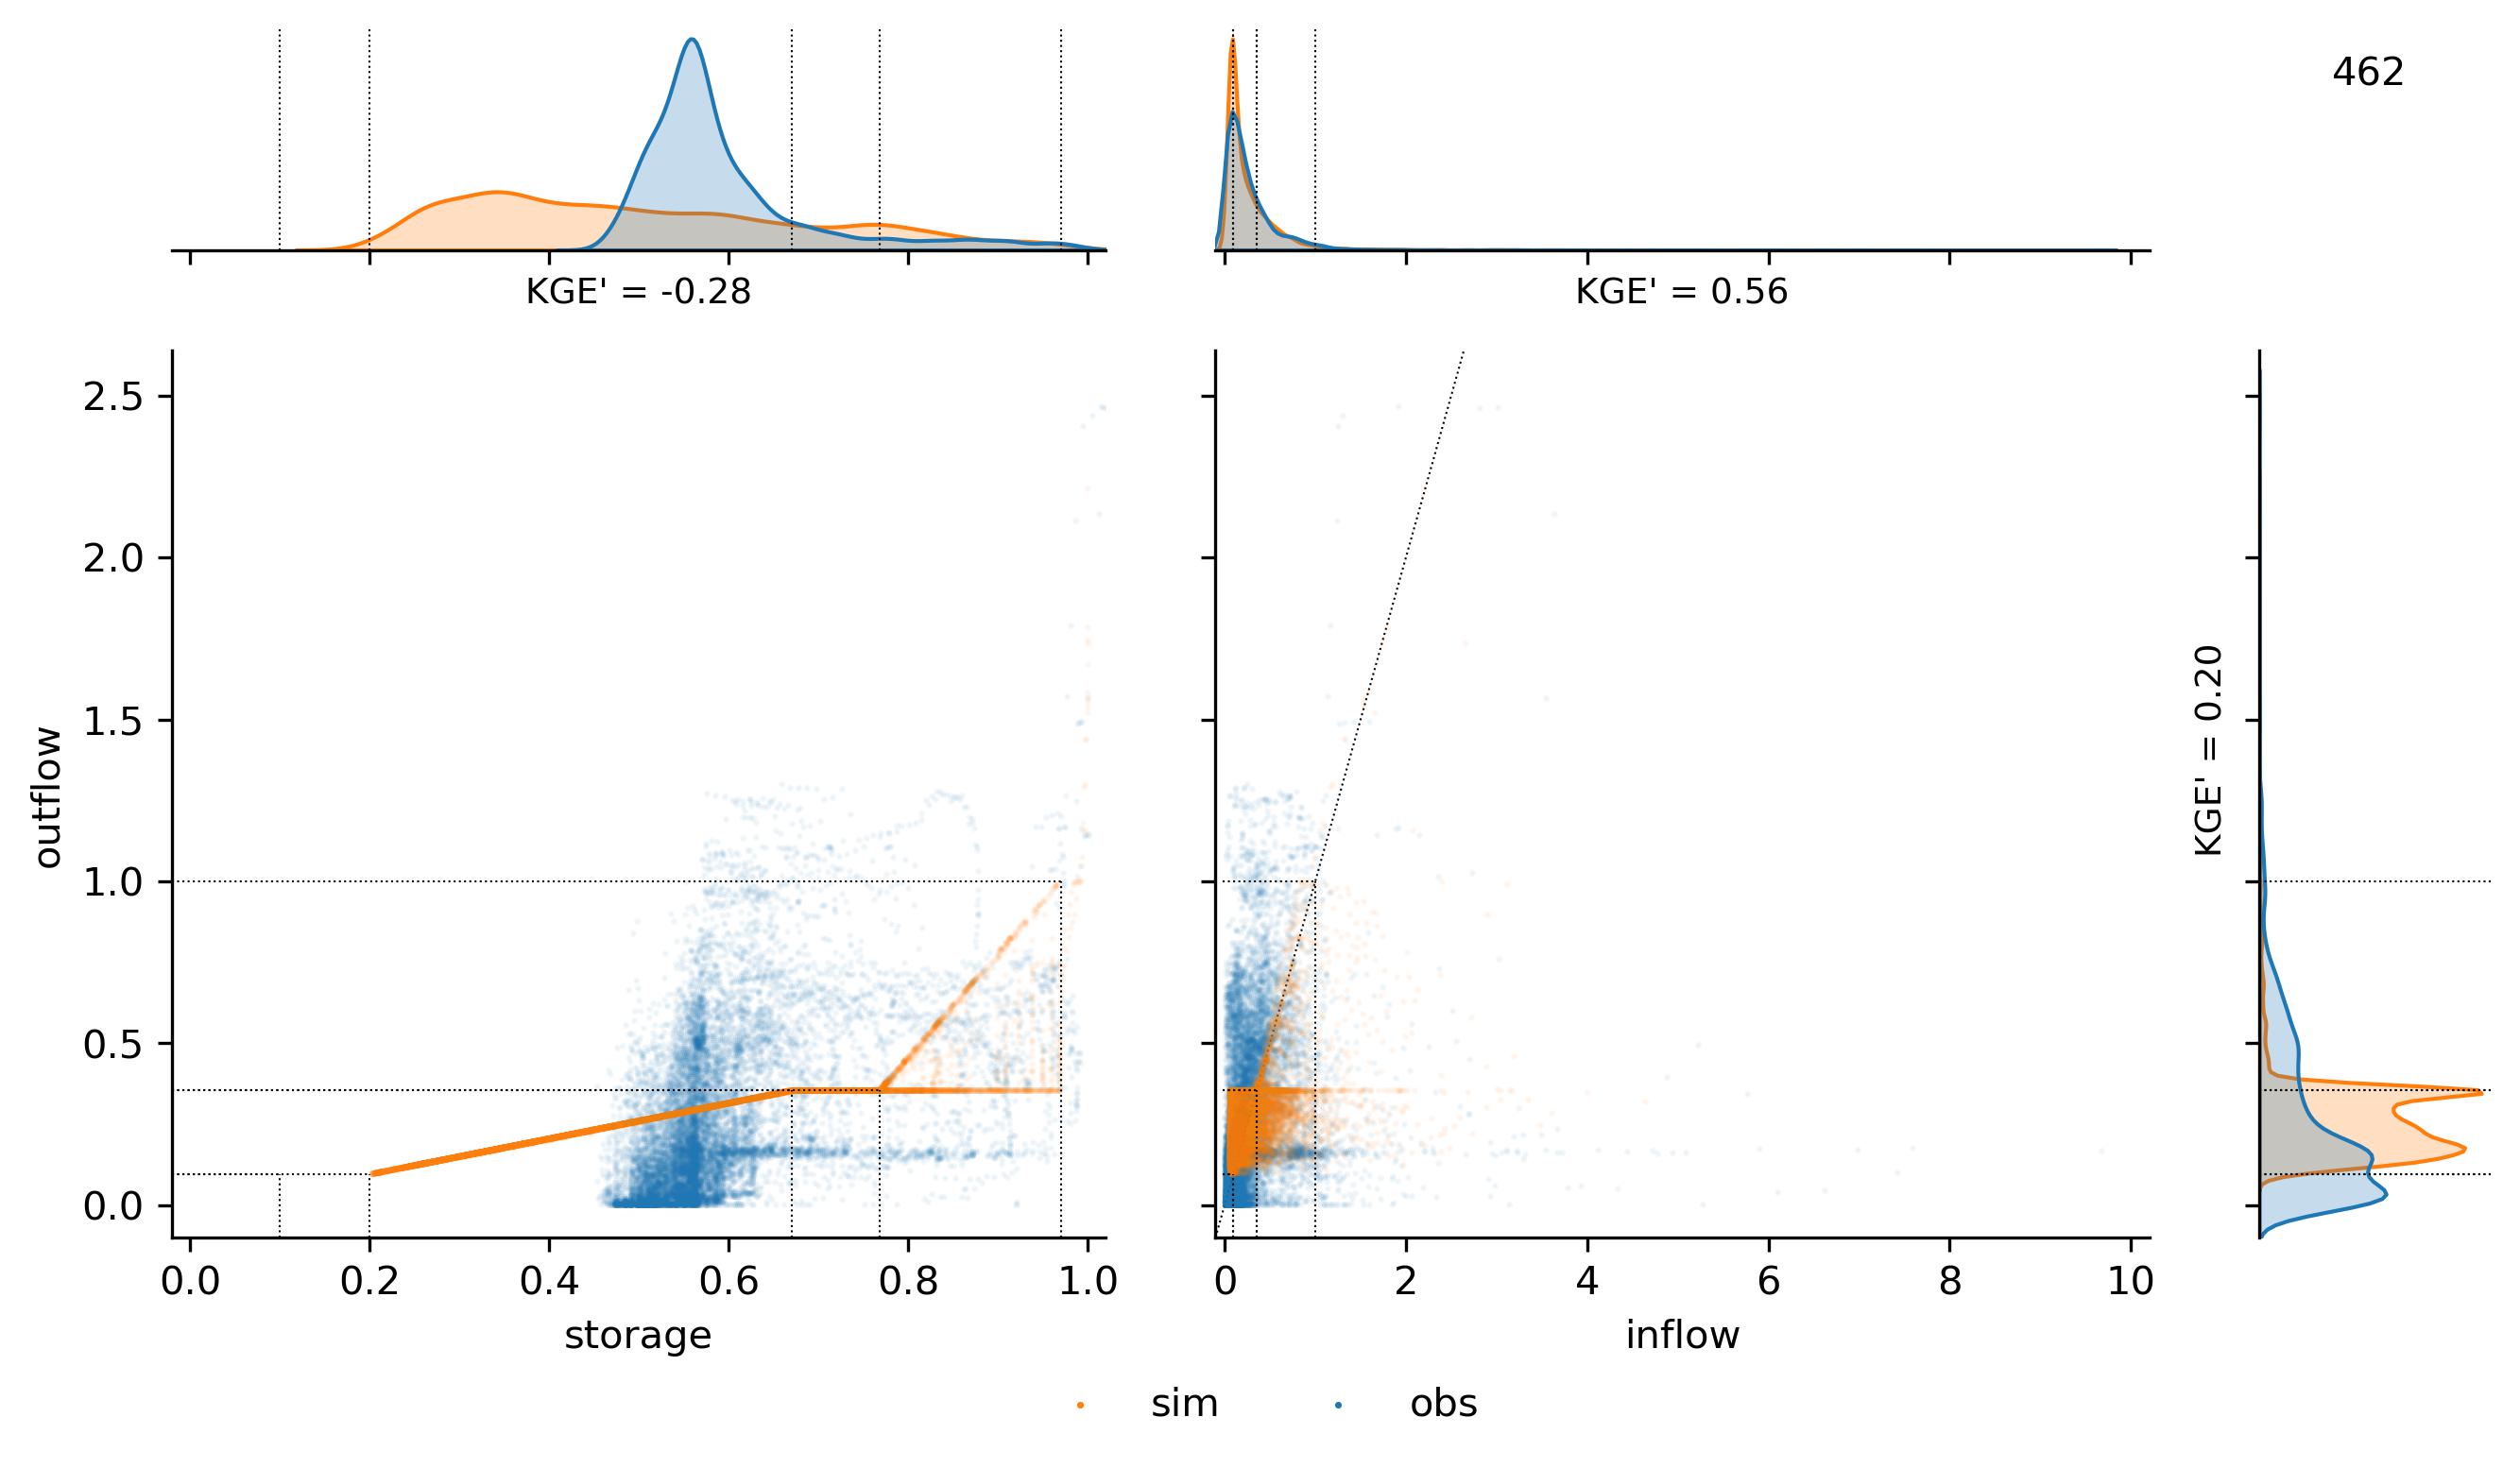 462
KGE' = -0.28
KGE' = 0.56
2.5
2.0
1.5
1.0
0.5
0.0
outflow
KGE' = 0.20
0.0 0.2 0.4 0.6 0.8 1.0
0 2 4 6 8 10
storage
inflow
sim obs